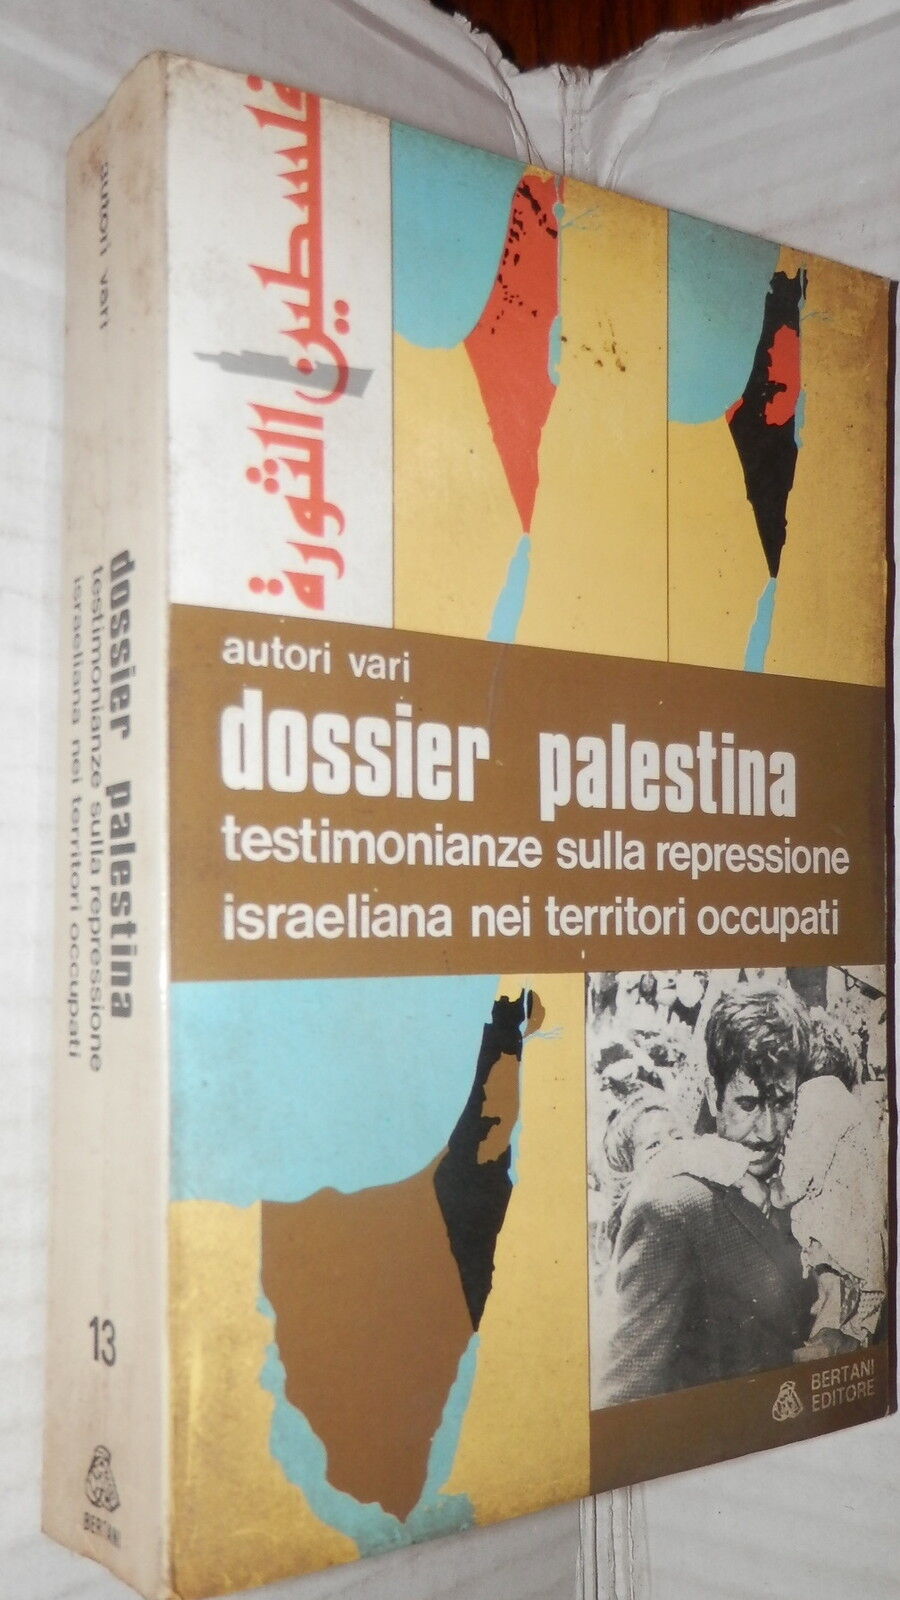 فلسطين الثورة
autori vari
dossier palestina
testimonianze sulla repressione
israeliana nei territori occupati
BERTANI
EDITORE
autori vari
dossier palestina
testimonianze sulla repressione
israeliana nei territori occupati
13
BERTANI